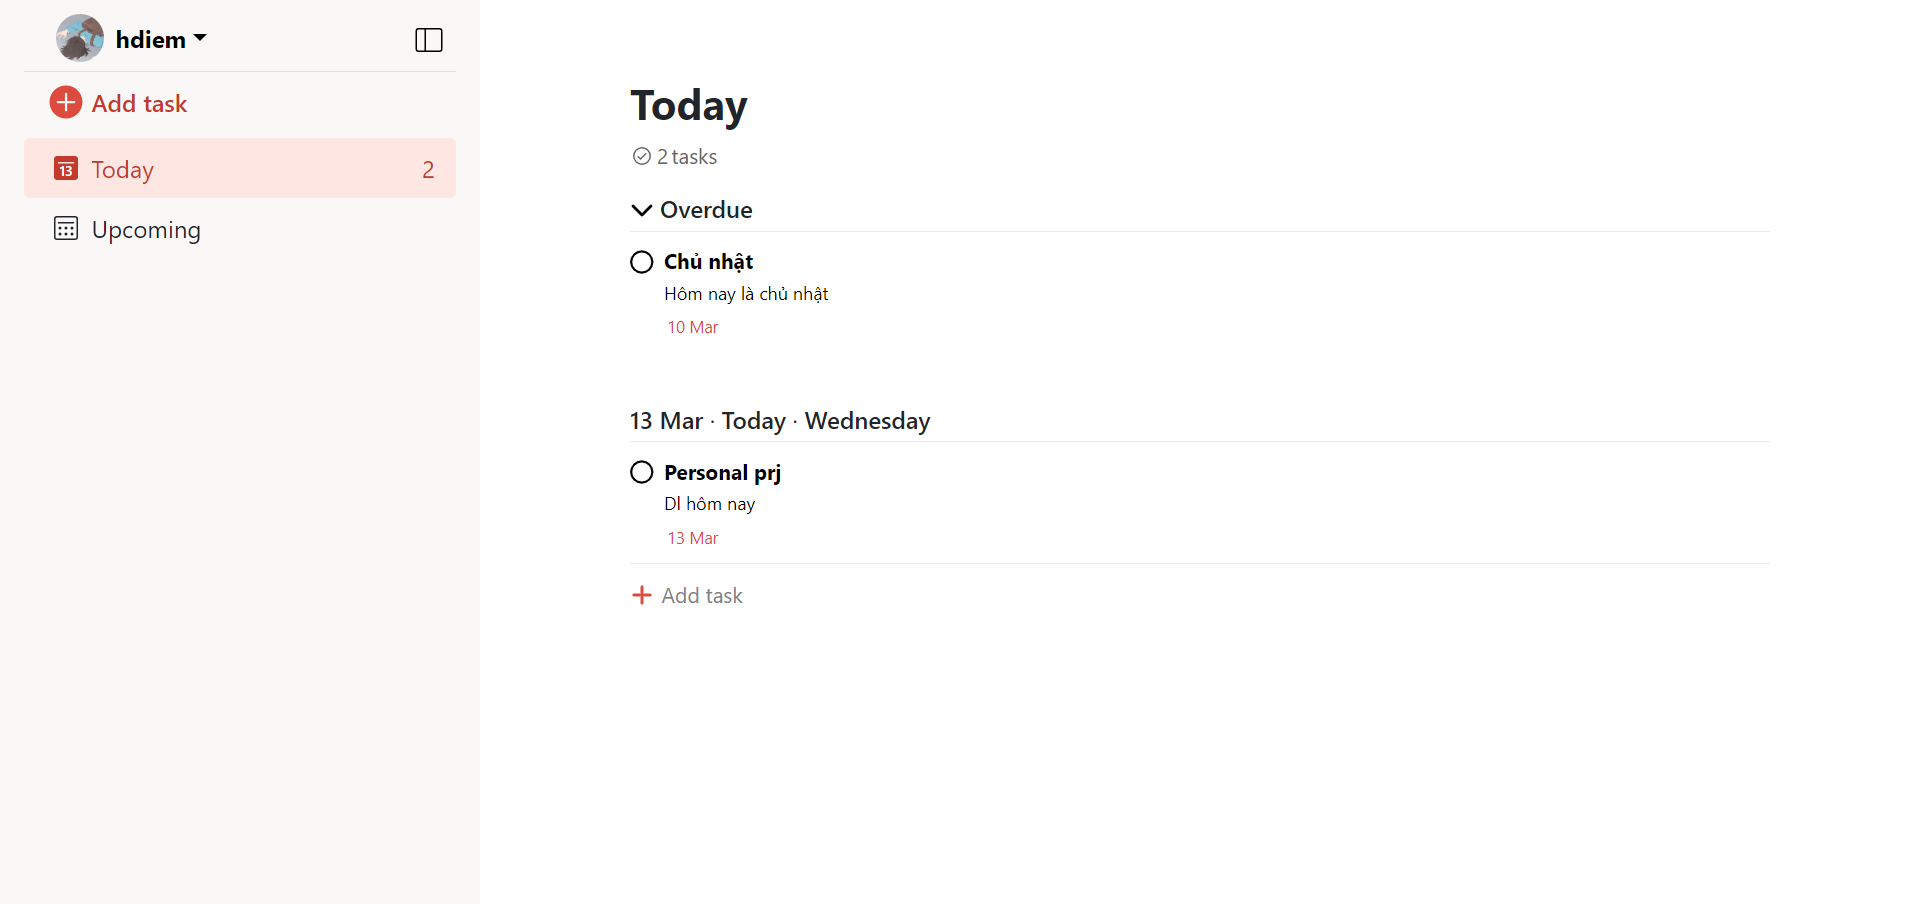 hdiem
Add task
13 Today 2
Upcoming
Today
2 tasks
Overdue
Chủ nhật
Hôm nay là chủ nhật
10 Mar
13 Mar · Today · Wednesday
Personal prj
Dl hôm nay
13 Mar
Add task